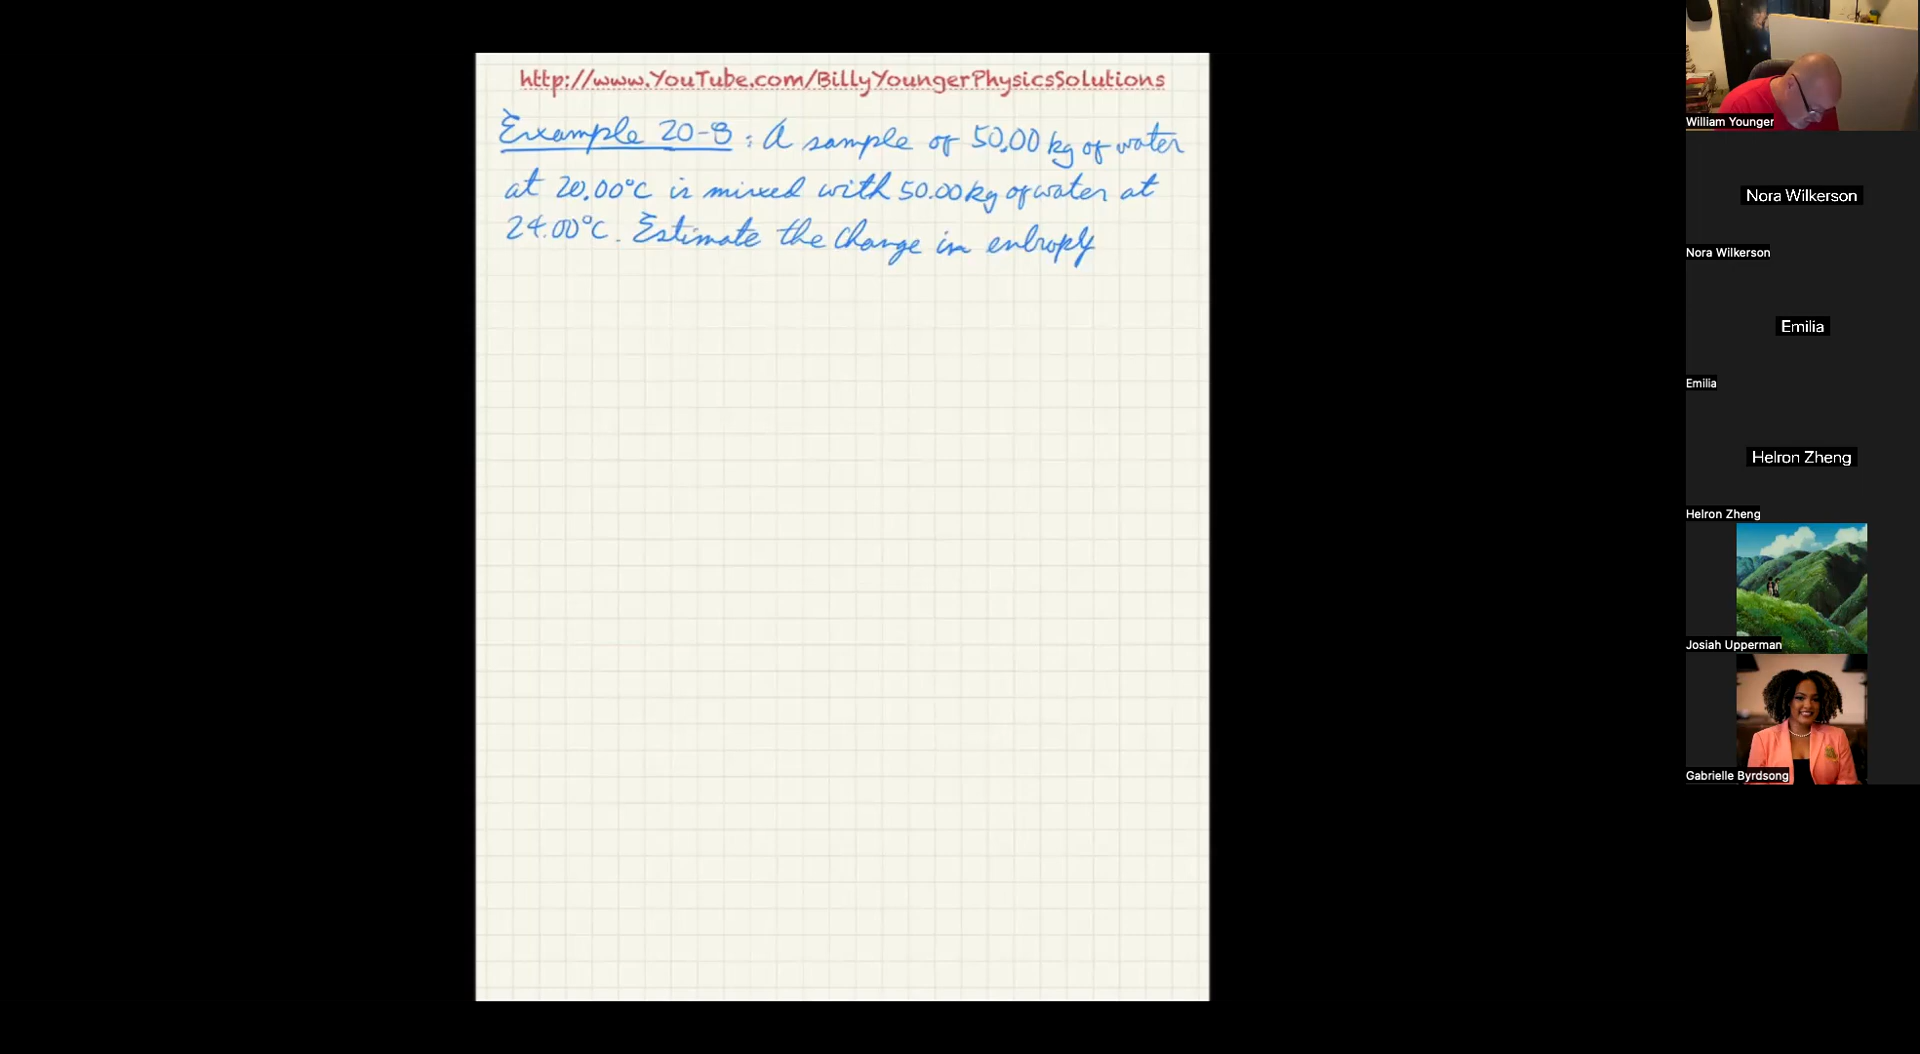 http://www.YouTube.com/BillyYoungerPhysicsSolutions
Example 20-8: A sample of 50.00 kg of water
at 20.00°C is mixed with 50.00 kg of water at
24.00°C. Estimate the change in entropy
William Younger
Nora Wilkerson
Nora Wilkerson
Emilia
Emilia
Helron Zheng
Helron Zheng
Josiah Upperman
Gabrielle Byrdsong